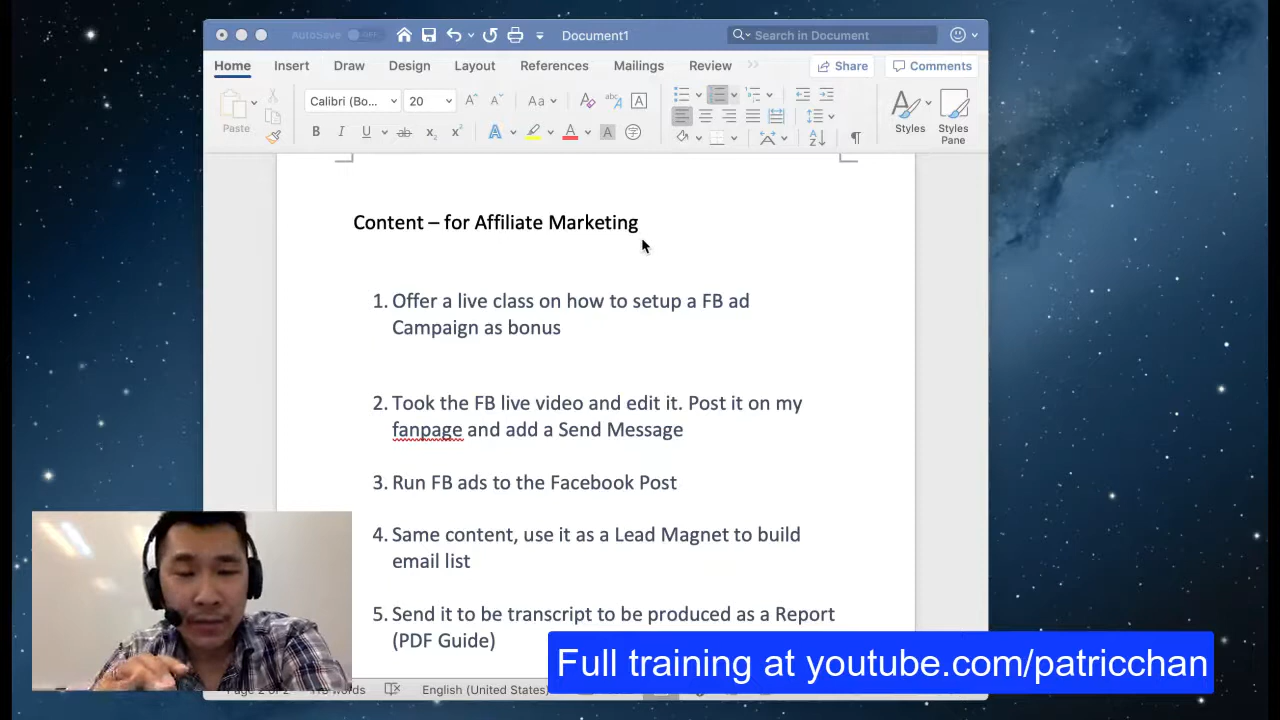 AutoSave OFF Document1 Search in Document
Home Insert Draw Design Layout References Mailings Review Share Comments
Paste Calibri (Bo... 20 Styles Styles Pane
Content – for Affiliate Marketing
1. Offer a live class on how to setup a FB ad
Campaign as bonus
2. Took the FB live video and edit it. Post it on my
fanpage and add a Send Message
3. Run FB ads to the Facebook Post
4. Same content, use it as a Lead Magnet to build
email list
5. Send it to be transcript to be produced as a Report
(PDF Guide)
Full training at youtube.com/patricchan
English (United States)